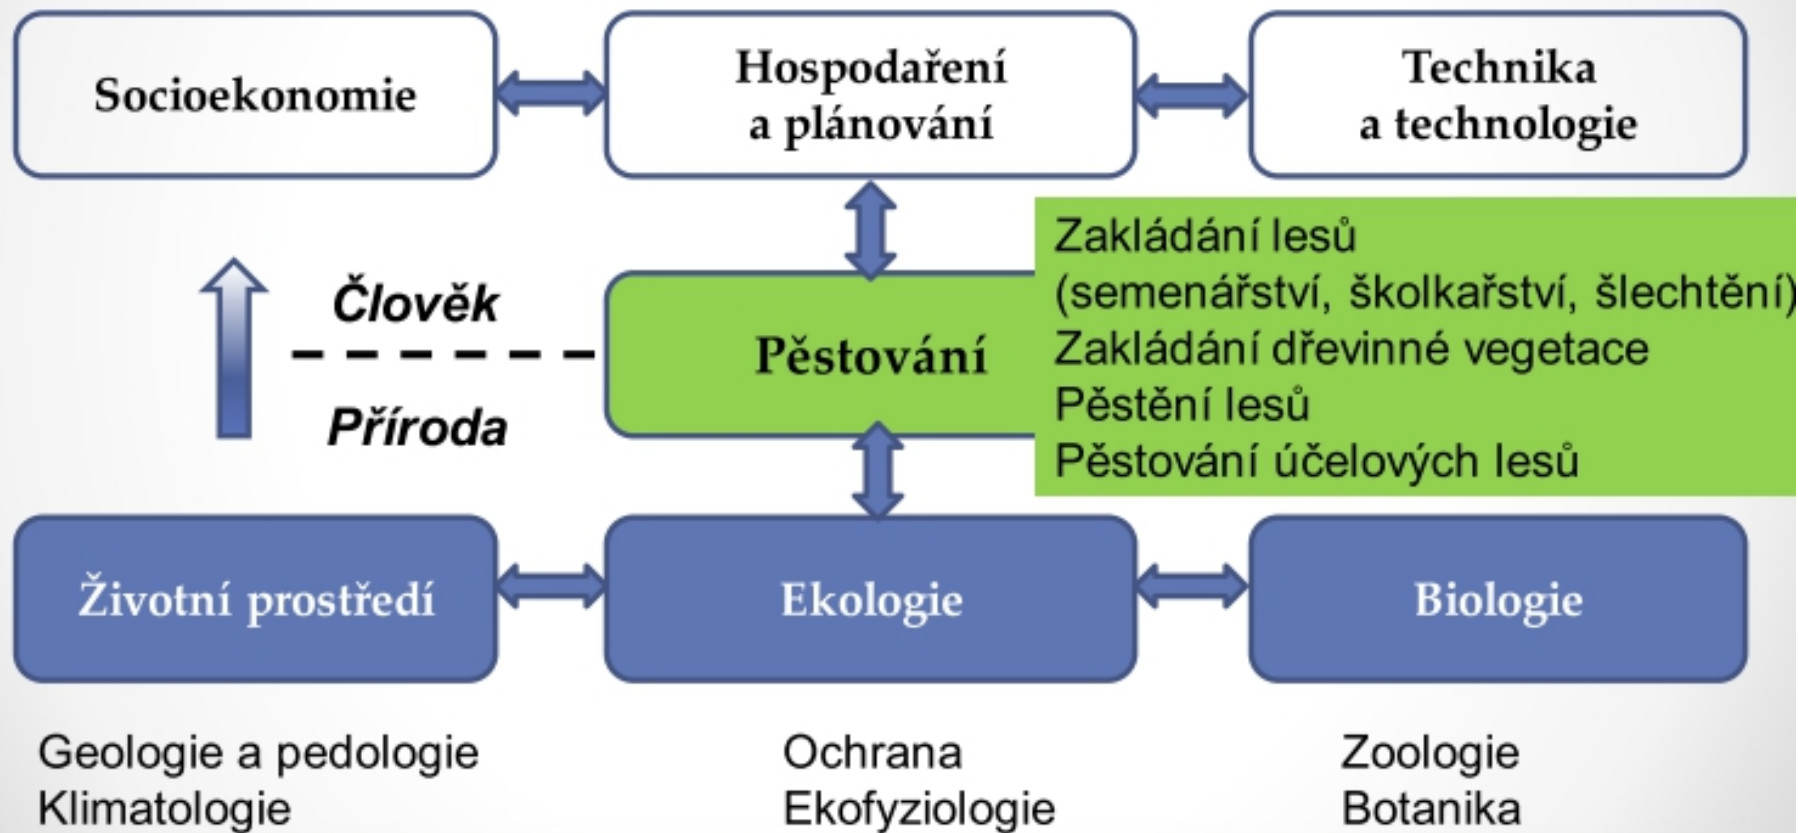 Socioekonomie
Hospodaření
a plánování
Technika
a technologie
Člověk
Příroda
Pěstování
Zakládání lesů
(semenářství, školkařství, šlechtění)
Zakládání dřevinné vegetace
Pěstění lesů
Pěstování účelových lesů
Životní prostředí
Ekologie
Biologie
Geologie a pedologie
Klimatologie
Ochrana
Ekofyziologie
Zoologie
Botanika